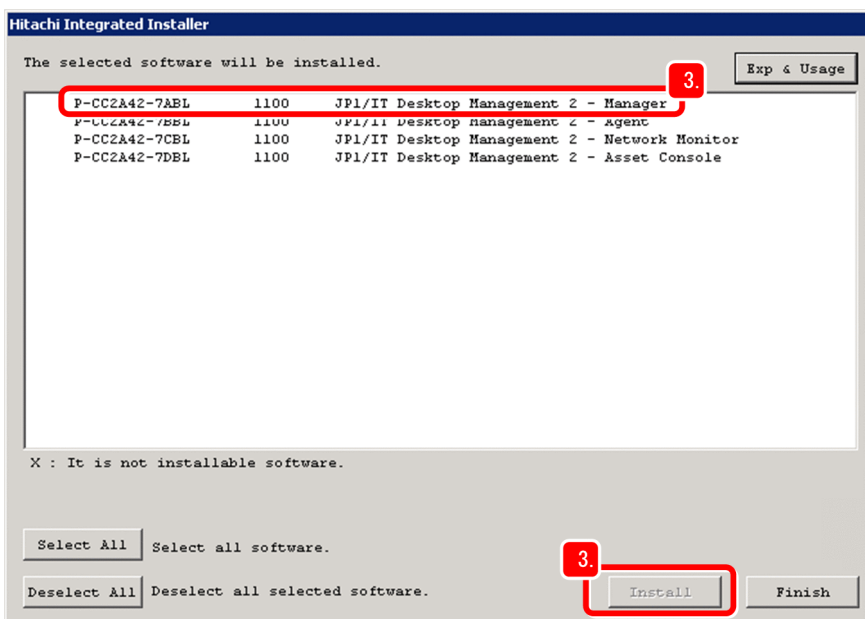 Hitachi Integrated Installer
The selected software will be installed.
Exp & Usage
3.
P-CC2A42-7ABL 1100 JP1/IT Desktop Management 2 - Manager
P-CC2A42-7BBL 1100 JP1/IT Desktop Management 2 - Agent
P-CC2A42-7CBL 1100 JP1/IT Desktop Management 2 - Network Monitor
P-CC2A42-7DBL 1100 JP1/IT Desktop Management 2 - Asset Console
X : It is not installable software.
Select All Select all software.
3.
Deselect All Deselect all selected software. Install Finish